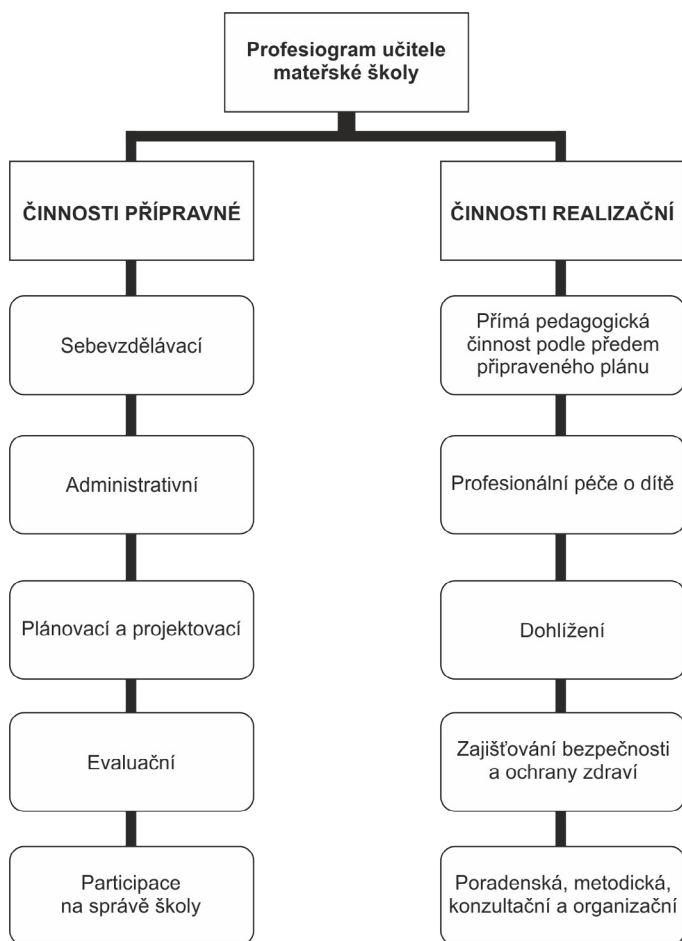 Profesiogram učitele
mateřské školy
ČINNOSTI PŘÍPRAVNÉ
Sebevzdělávací
Administrativní
Plánovací a projektovací
Evaluační
Participace
na správě školy
ČINNOSTI REALIZAČNÍ
Přímá pedagogická
činnost podle předem
připraveného plánu
Profesionální péče o dítě
Dohlížení
Zajišťování bezpečnosti
a ochrany zdraví
Poradenská, metodická,
konzultační a organizační